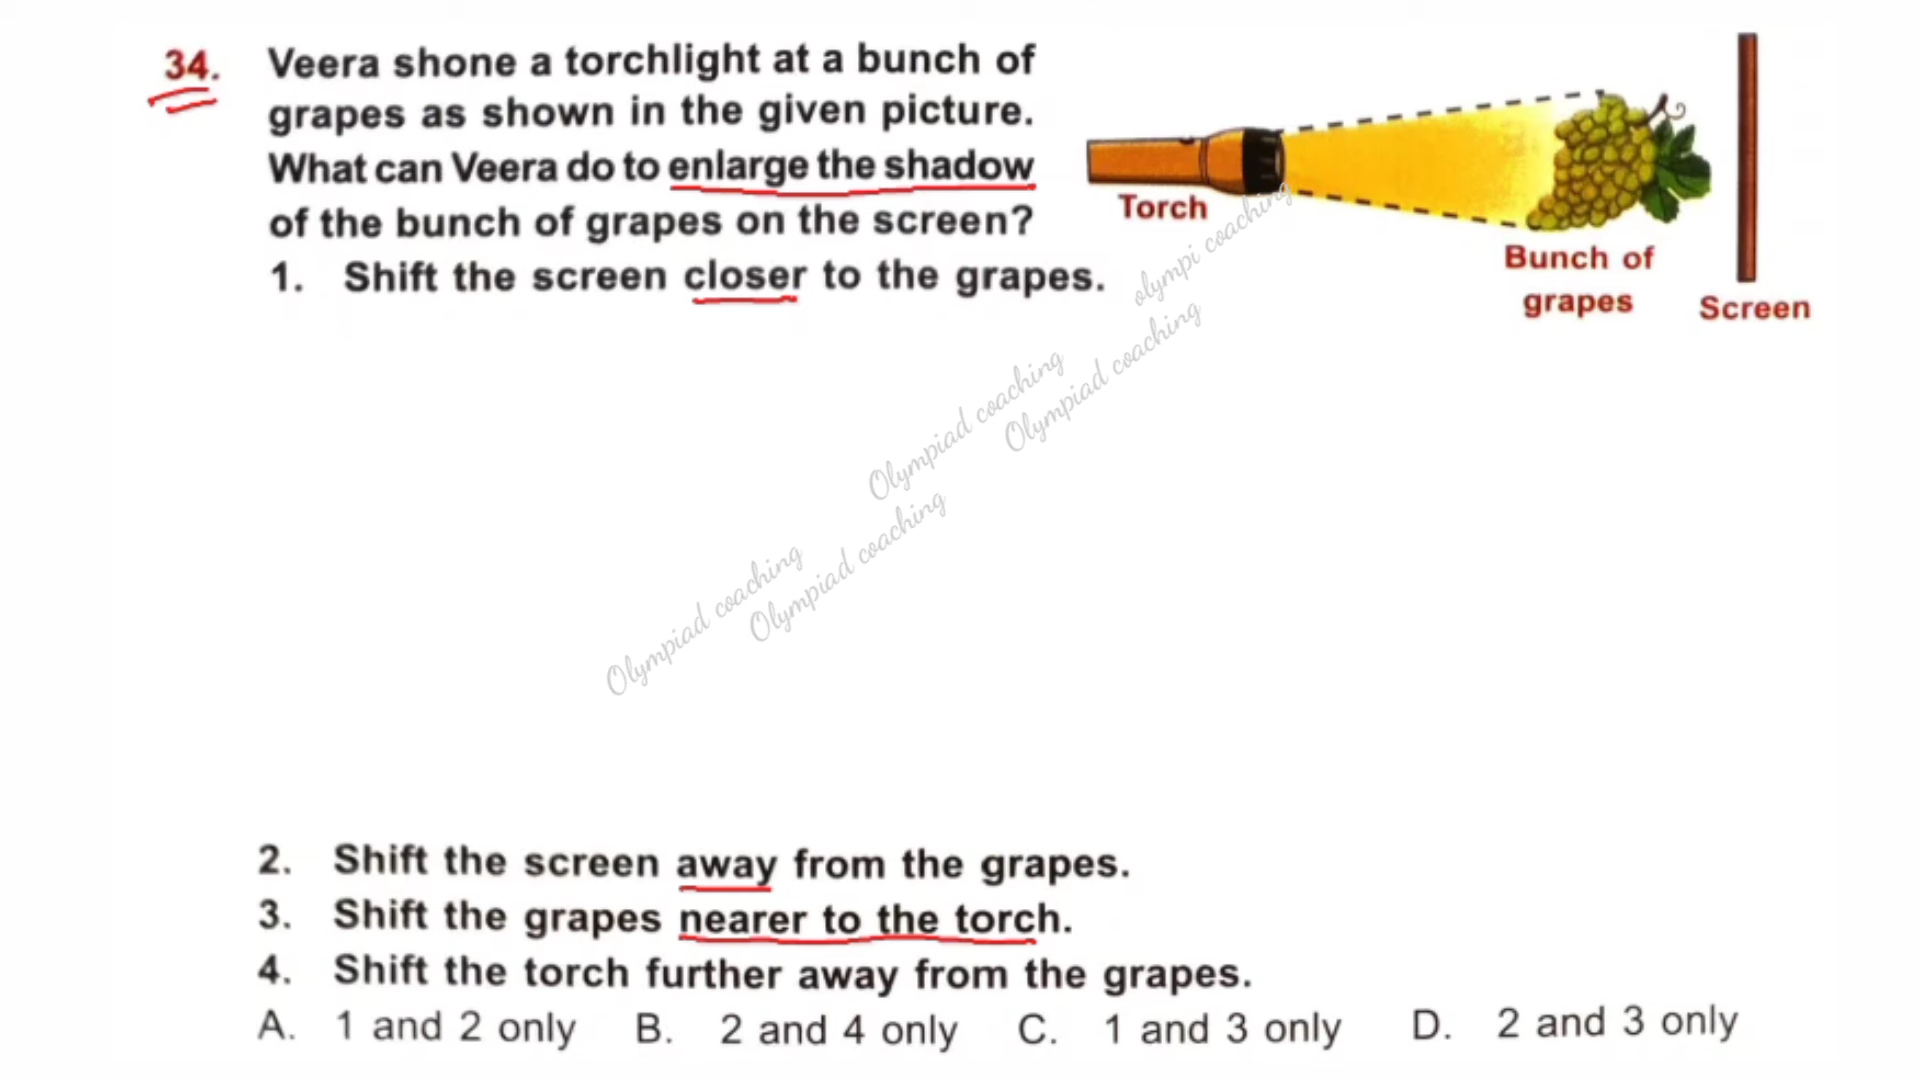 34. Veera shone a torchlight at a bunch of
grapes as shown in the given picture.
What can Veera do to enlarge the shadow
of the bunch of grapes on the screen?
1. Shift the screen closer to the grapes.
Torch
Bunch of
grapes
Screen
olympi coaching
Olympiad coaching
Olympiad coaching
Olympiad coaching
Olympiad coaching
2. Shift the screen away from the grapes.
3. Shift the grapes nearer to the torch.
4. Shift the torch further away from the grapes.
A. 1 and 2 only B. 2 and 4 only C. 1 and 3 only D. 2 and 3 only